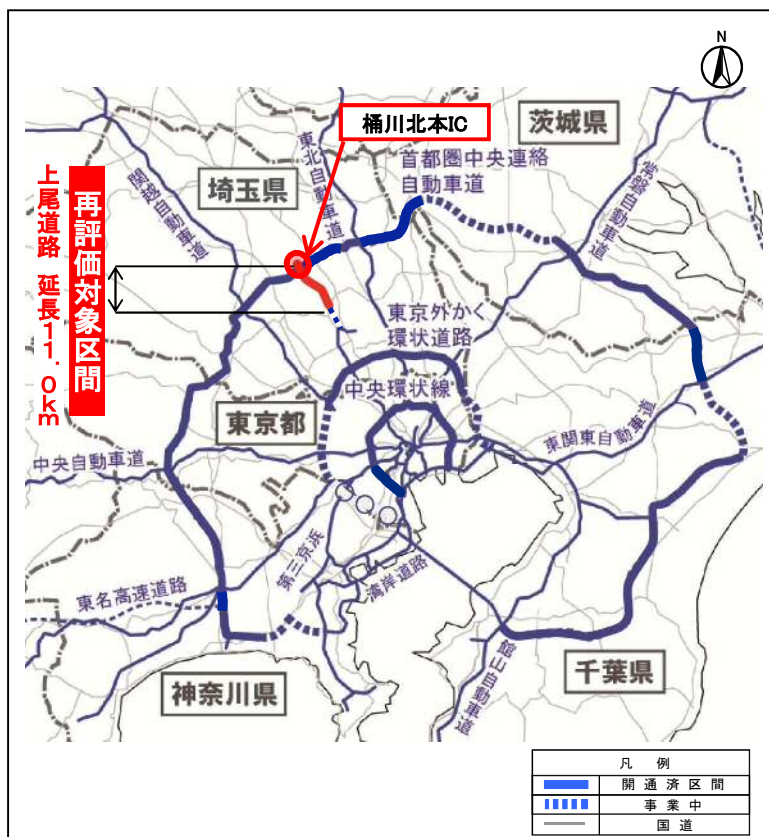 N
桶川北本IC
茨城県
東北自動車道
首都圏中央連絡
自動車道
常磐自動車道
関越自動車道
埼玉県
再評価対象区間
上尾道路 延長11.0km
東京外かく
環状道路
中央環状線
東京都
東関東自動車道
中央自動車道
第三京浜
湾岸道路
東名高速道路
館山自動車道
千葉県
神奈川県
凡 例
開通済区間
事業中
国道